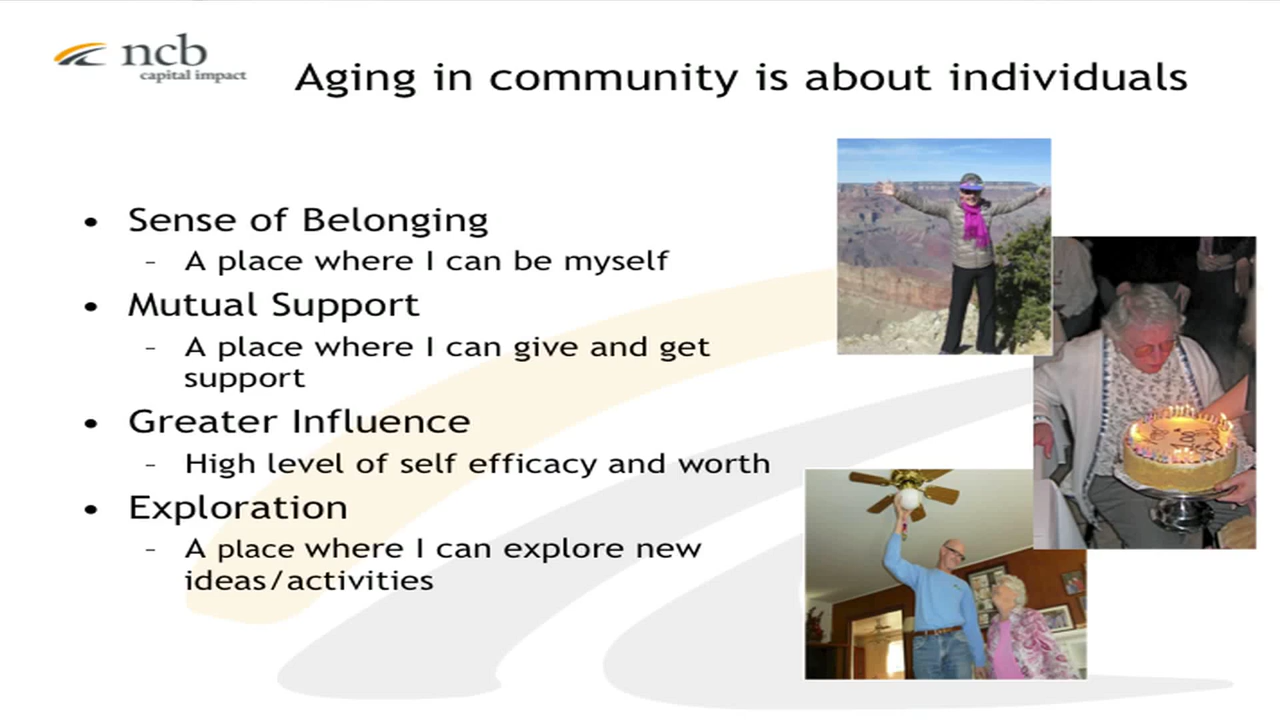 ncb
capital impact
Aging in community is about individuals
• Sense of Belonging
– A place where I can be myself
• Mutual Support
– A place where I can give and get
support
• Greater Influence
– High level of self efficacy and worth
• Exploration
– A place where I can explore new
ideas/activities